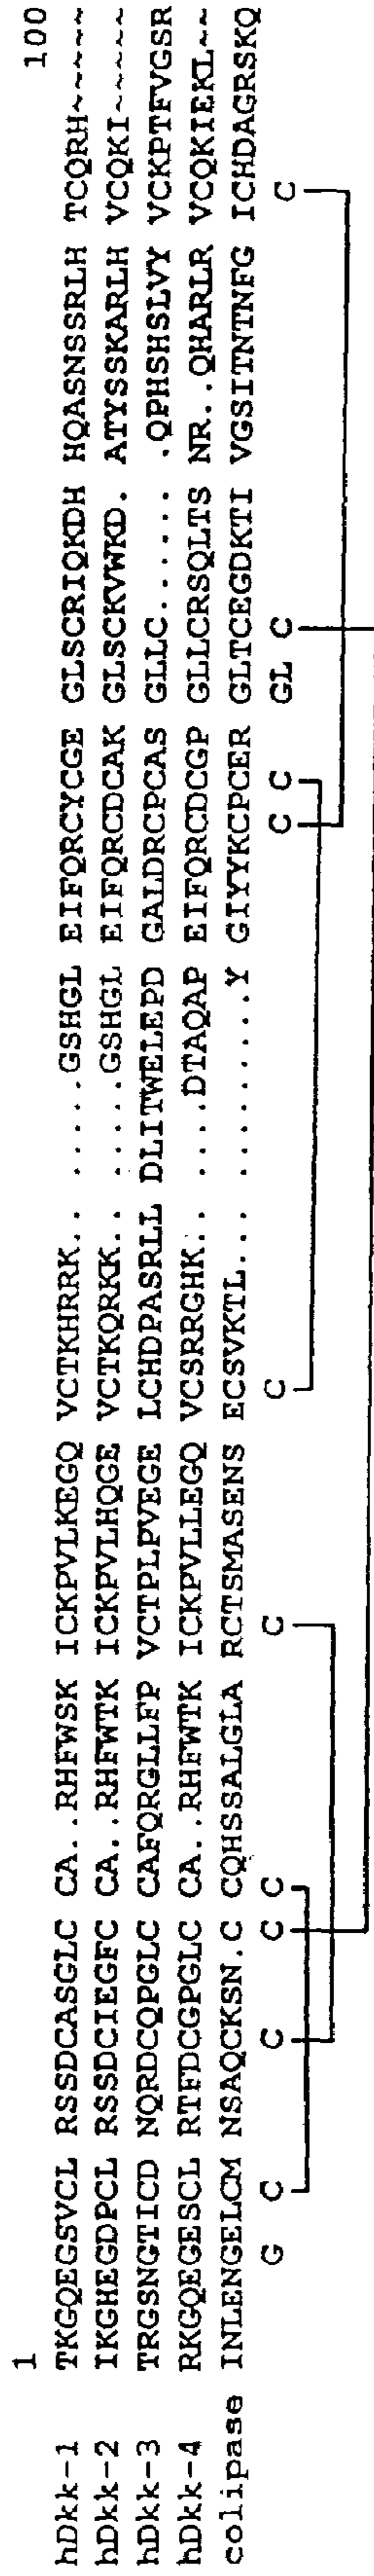 1 100
hDkk-1 TKGQEGSVCL RSSDCASGLC CA..RHFWSK ICKPVLKEGQ VCTKHRRK.. .....GSHGL EIFQRCYCGE GLSCRIQKDH HQASNSSRLH TCQRH~~~~~
hDkk-2 IKGHEGDPCL RSSDCIEGFC CA..RHFWTK ICKPVLHQGE VCTKQRKK.. .....GSHGL EIFQRCDCAK GLSCKVWKD. ATYSSKARLH VCQKI~~~~~
hDkk-3 TRGSNGTICD NQRDCQPGLC CAFQRGLLFP VCTPLPVEGE LCHDPASRLL DLITWELEPD GALDRCPCAS GLLC...... .QPHSHSLVY VCKPTFVGSR
hDkk-4 RKGQEGESCL RTFDCGPGLC CA..RHFWTK ICKPVLLEGQ VCSRRGHK.. ....DTAQAP EIFQRCDCGP GLLCRSQLTS NR..QHARLR VCQKIEKL~~
colipase INLENGELCM NSAQCKSN.C CQHSSALGLA RCTSMASENS ECSVKTL... .........Y GIYYKCPCER GLTCEGDKTI VGSITNTNFG ICHDAGRSKQ
G C C C C C C C C GL C C